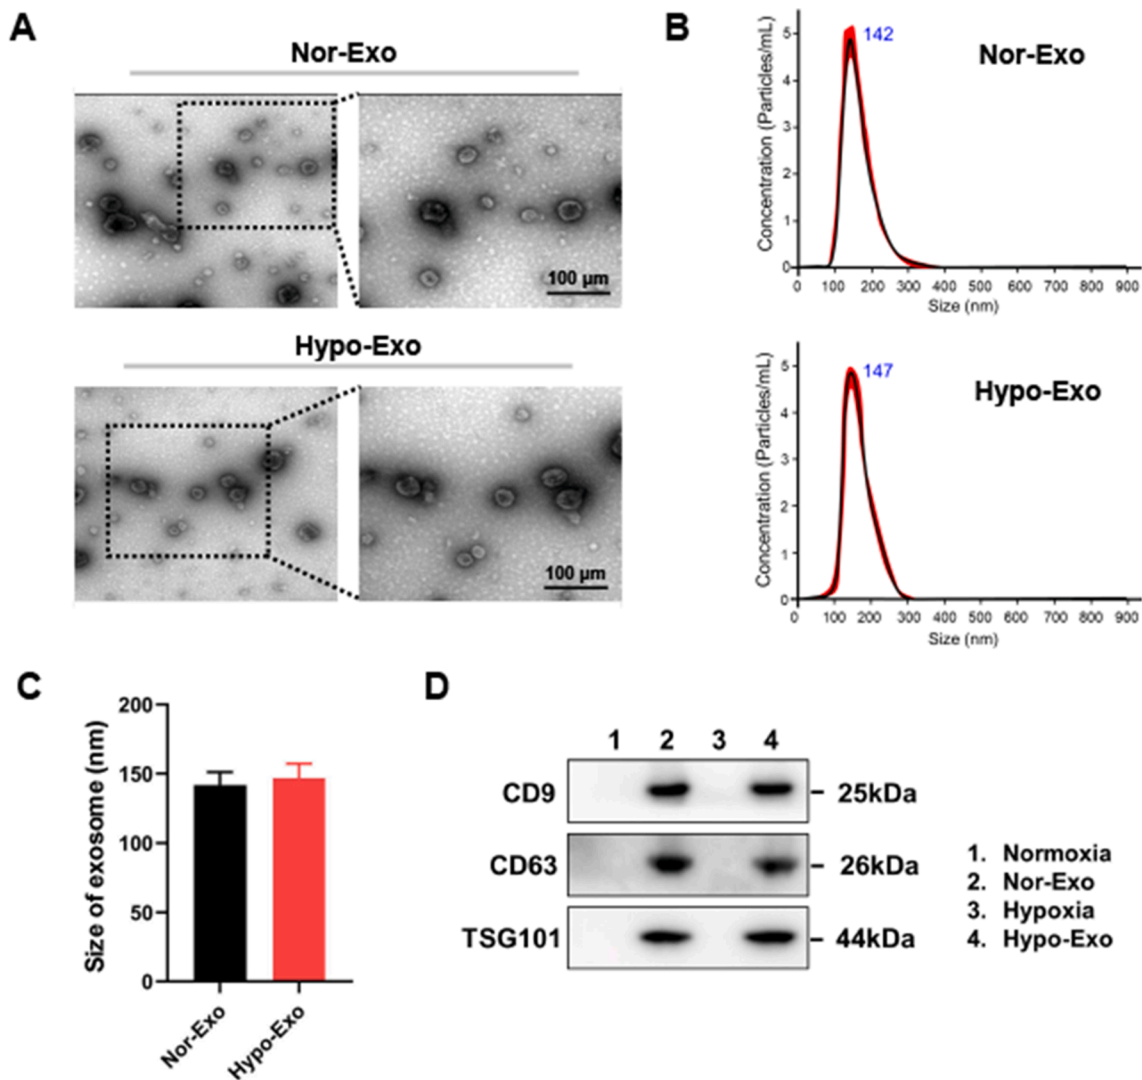 A
Nor-Exo
100 µm
Hypo-Exo
100 µm
B
Concentration (Particles/mL)
5
4
3
2
1
0
142
Nor-Exo
0 100 200 300 400 500 600 700 800 900
Size (nm)
Concentration (Particles/mL)
5
4
3
2
1
0
147
Hypo-Exo
0 100 200 300 400 500 600 700 800 900
Size (nm)
C
Size of exosome (nm)
200
150
100
50
0
Nor-Exo
Hypo-Exo
D
1 2 3 4
CD9 25kDa
CD63 26kDa
TSG101 44kDa
1. Normoxia
2. Nor-Exo
3. Hypoxia
4. Hypo-Exo